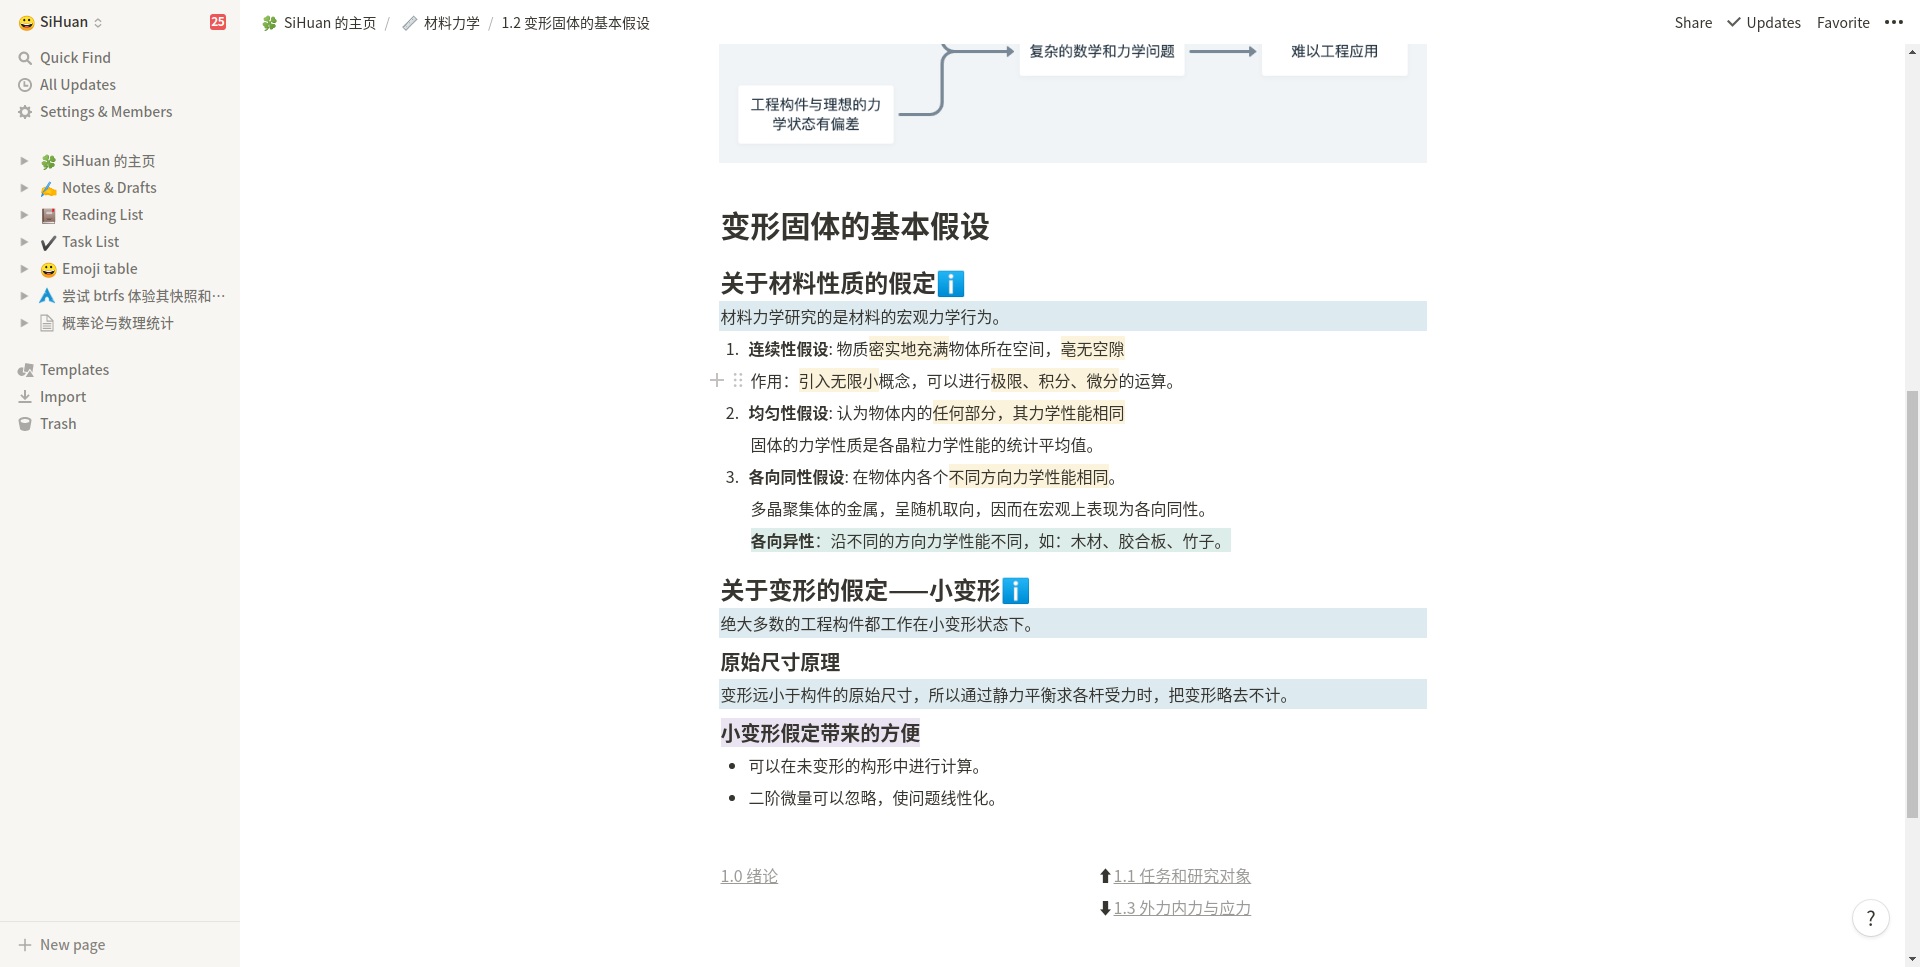 SiHuan
25
Quick Find
All Updates
Settings & Members
SiHuan 的主页
Notes & Drafts
Reading List
Task List
Emoji table
尝试 btrfs 体验其快照和…
概率论与数理统计
Templates
Import
Trash
New page
SiHuan 的主页 / 材料力学 / 1.2 变形固体的基本假设
Share Updates Favorite
复杂的数学和力学问题
难以工程应用
工程构件与理想的力
学状态有偏差
变形固体的基本假设
关于材料性质的假定
材料力学研究的是材料的宏观力学行为。
1. 连续性假设: 物质密实地充满物体所在空间，毫无空隙
作用：引入无限小概念，可以进行极限、积分、微分的运算。
2. 均匀性假设: 认为物体内的任何部分，其力学性能相同
固体的力学性质是各晶粒力学性能的统计平均值。
3. 各向同性假设: 在物体内各个不同方向力学性能相同。
多晶聚集体的金属，呈随机取向，因而在宏观上表现为各向同性。
各向异性：沿不同的方向力学性能不同，如：木材、胶合板、竹子。
关于变形的假定——小变形
绝大多数的工程构件都工作在小变形状态下。
原始尺寸原理
变形远小于构件的原始尺寸，所以通过静力平衡求各杆受力时，把变形略去不计。
小变形假定带来的方便
可以在未变形的构形中进行计算。
二阶微量可以忽略，使问题线性化。
1.0 绪论
⬆1.1 任务和研究对象
⬇1.3 外力内力与应力
?